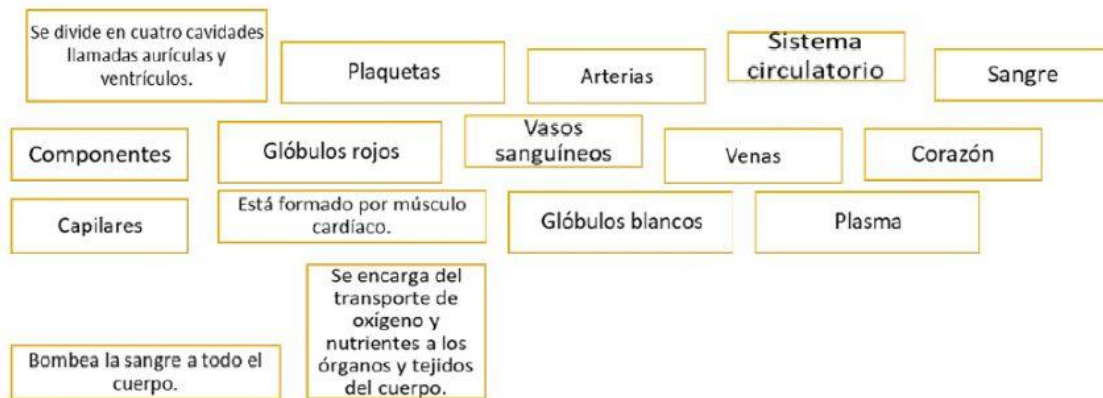 Se divide en cuatro cavidades
llamadas aurículas y
ventrículos.
Plaquetas
Arterias
Sistema
circulatorio
Sangre
Componentes
Glóbulos rojos
Vasos
sanguíneos
Venas
Corazón
Capilares
Está formado por músculo
cardíaco.
Glóbulos blancos
Plasma
Bombea la sangre a todo el
cuerpo.
Se encarga del
transporte de
oxígeno y
nutrientes a los
órganos y tejidos
del cuerpo.